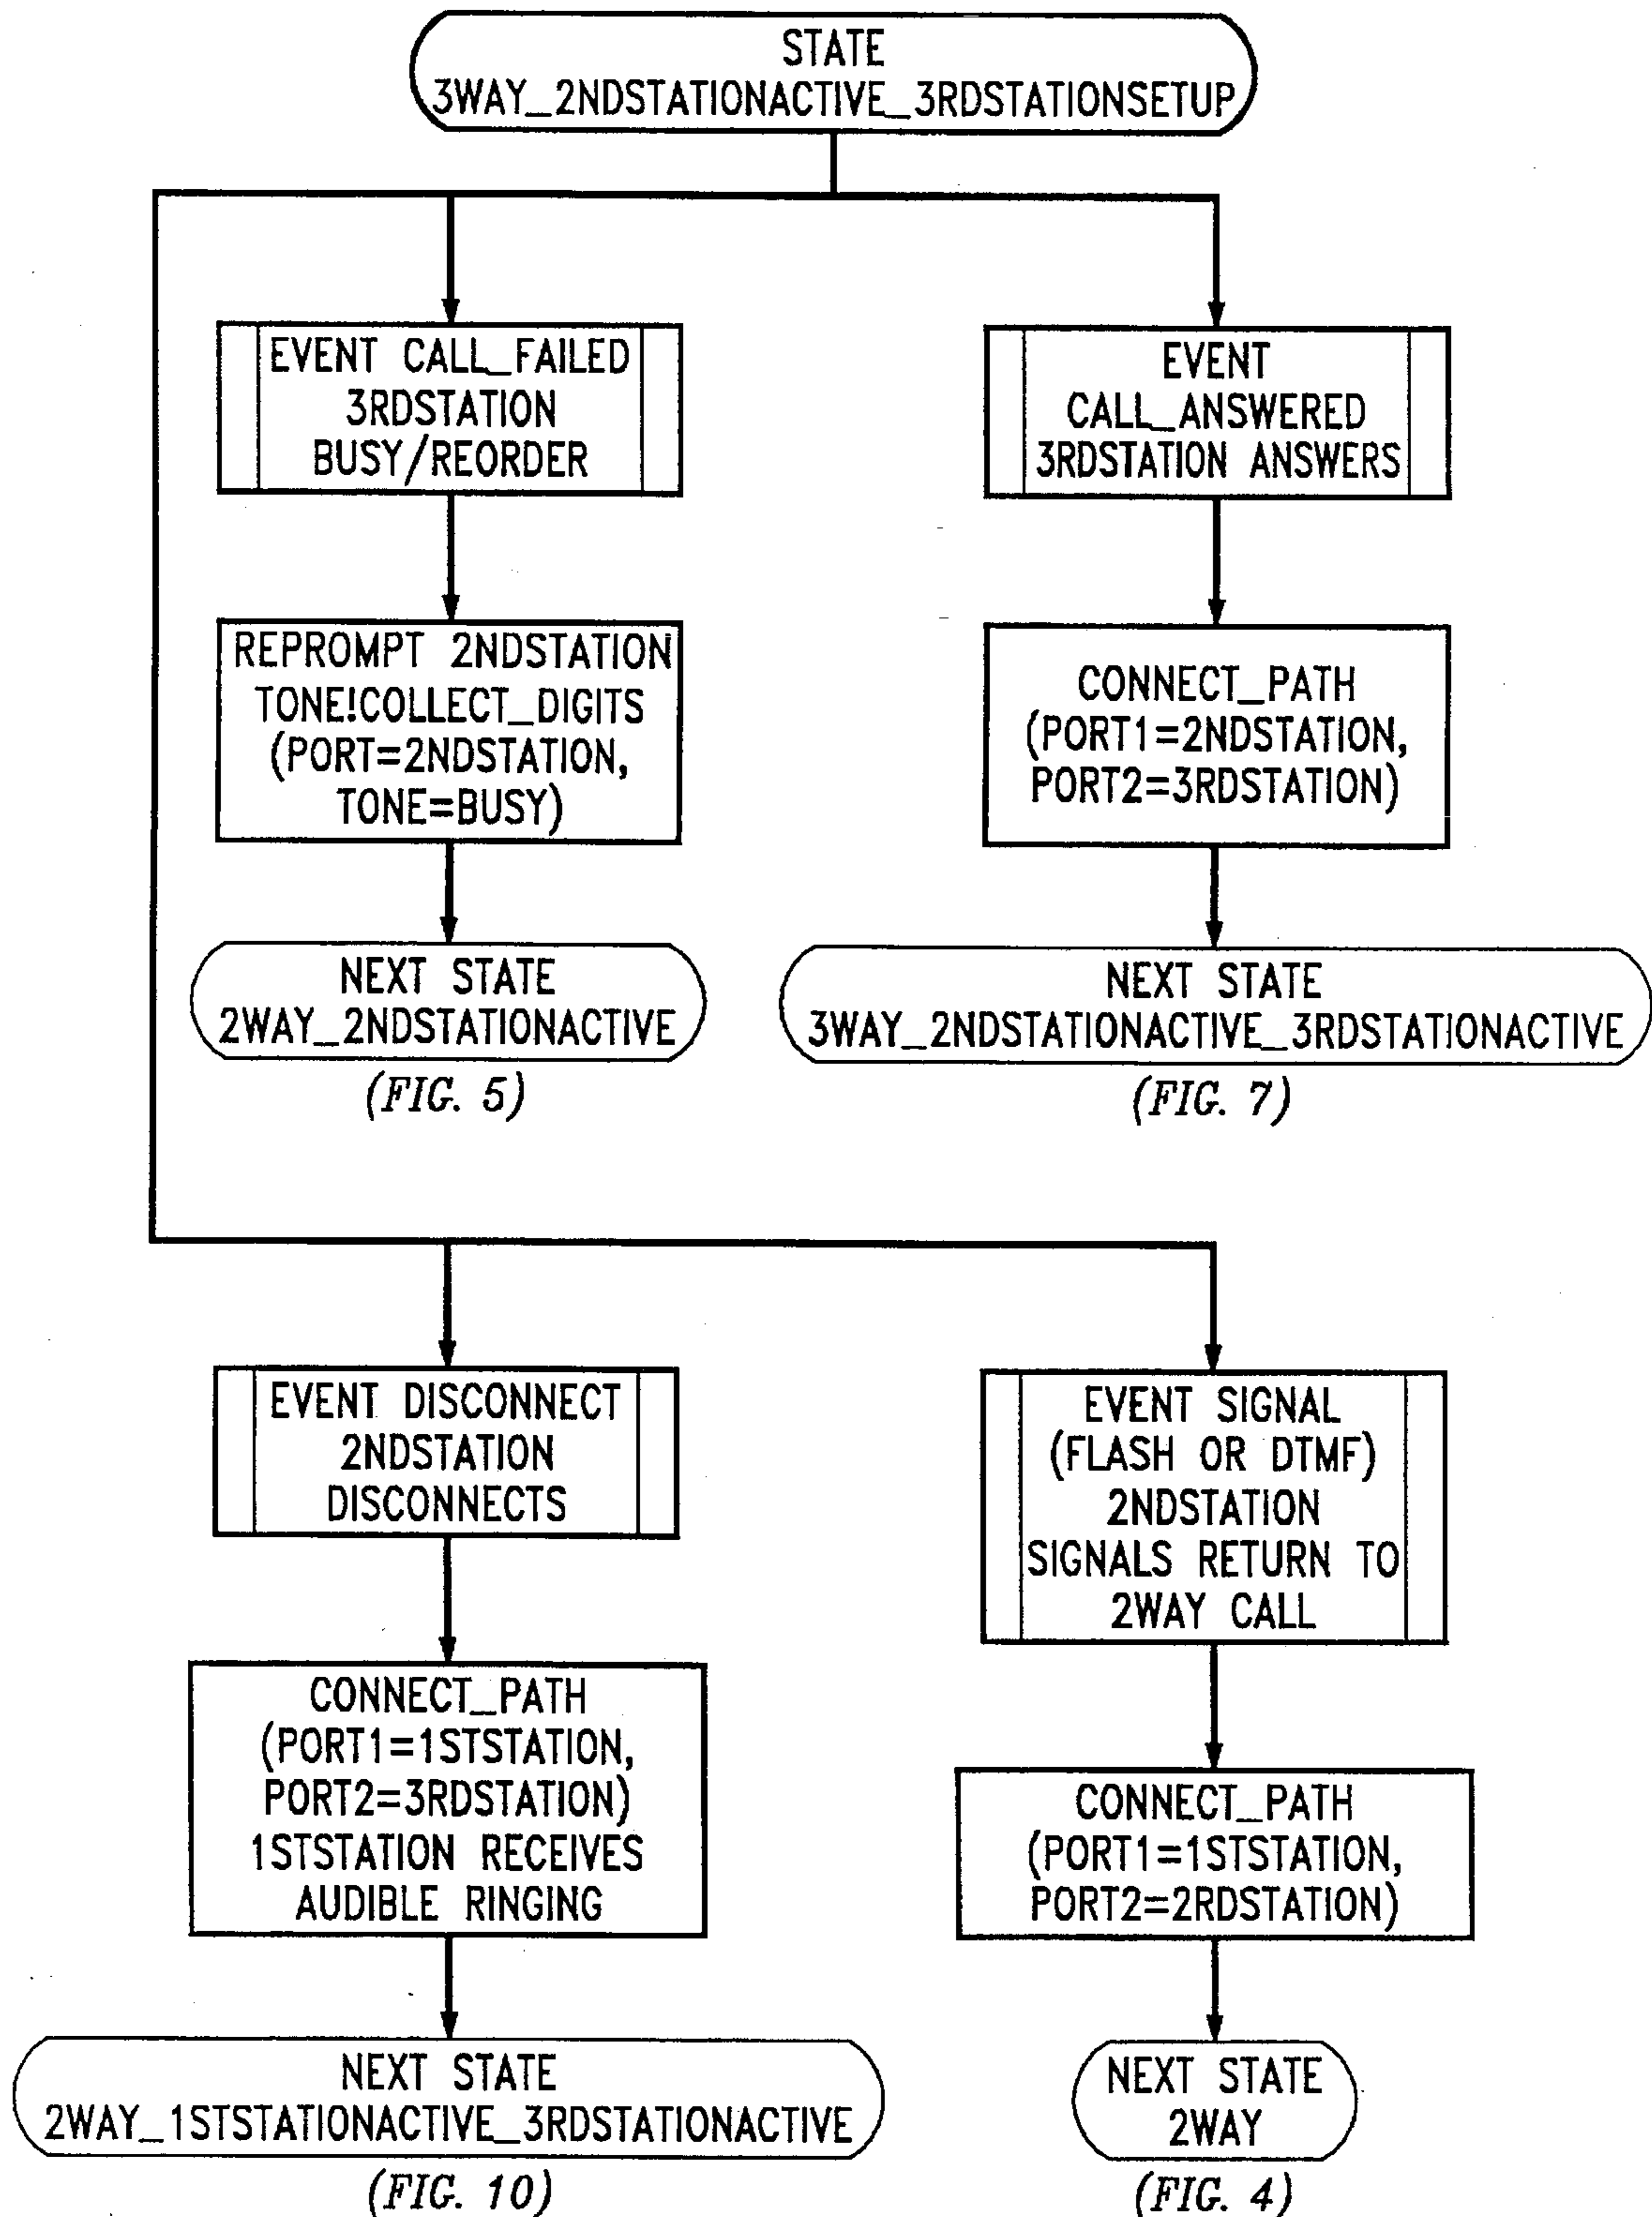 STATE
3WAY_2NDSTATIONACTIVE_3RDSTATIONSETUP
EVENT CALL_FAILED
3RDSTATION
BUSY/REORDER
EVENT
CALL_ANSWERED
3RDSTATION ANSWERS
REPROMPT 2NDSTATION
TONE!COLLECT_DIGITS
(PORT=2NDSTATION,
TONE=BUSY)
CONNECT_PATH
(PORT1=2NDSTATION,
PORT2=3RDSTATION)
NEXT STATE
2WAY_2NDSTATIONACTIVE
(FIG. 5)
NEXT STATE
3WAY_2NDSTATIONACTIVE_3RDSTATIONACTIVE
(FIG. 7)
EVENT DISCONNECT
2NDSTATION
DISCONNECTS
EVENT SIGNAL
(FLASH OR DTMF)
2NDSTATION
SIGNALS RETURN TO
2WAY CALL
CONNECT_PATH
(PORT1=1STSTATION,
PORT2=3RDSTATION)
1STSTATION RECEIVES
AUDIBLE RINGING
CONNECT_PATH
(PORT1=1STSTATION,
PORT2=2RDSTATION)
NEXT STATE
2WAY_1STSTATIONACTIVE_3RDSTATIONACTIVE
(FIG. 10)
NEXT STATE
2WAY
(FIG. 4)